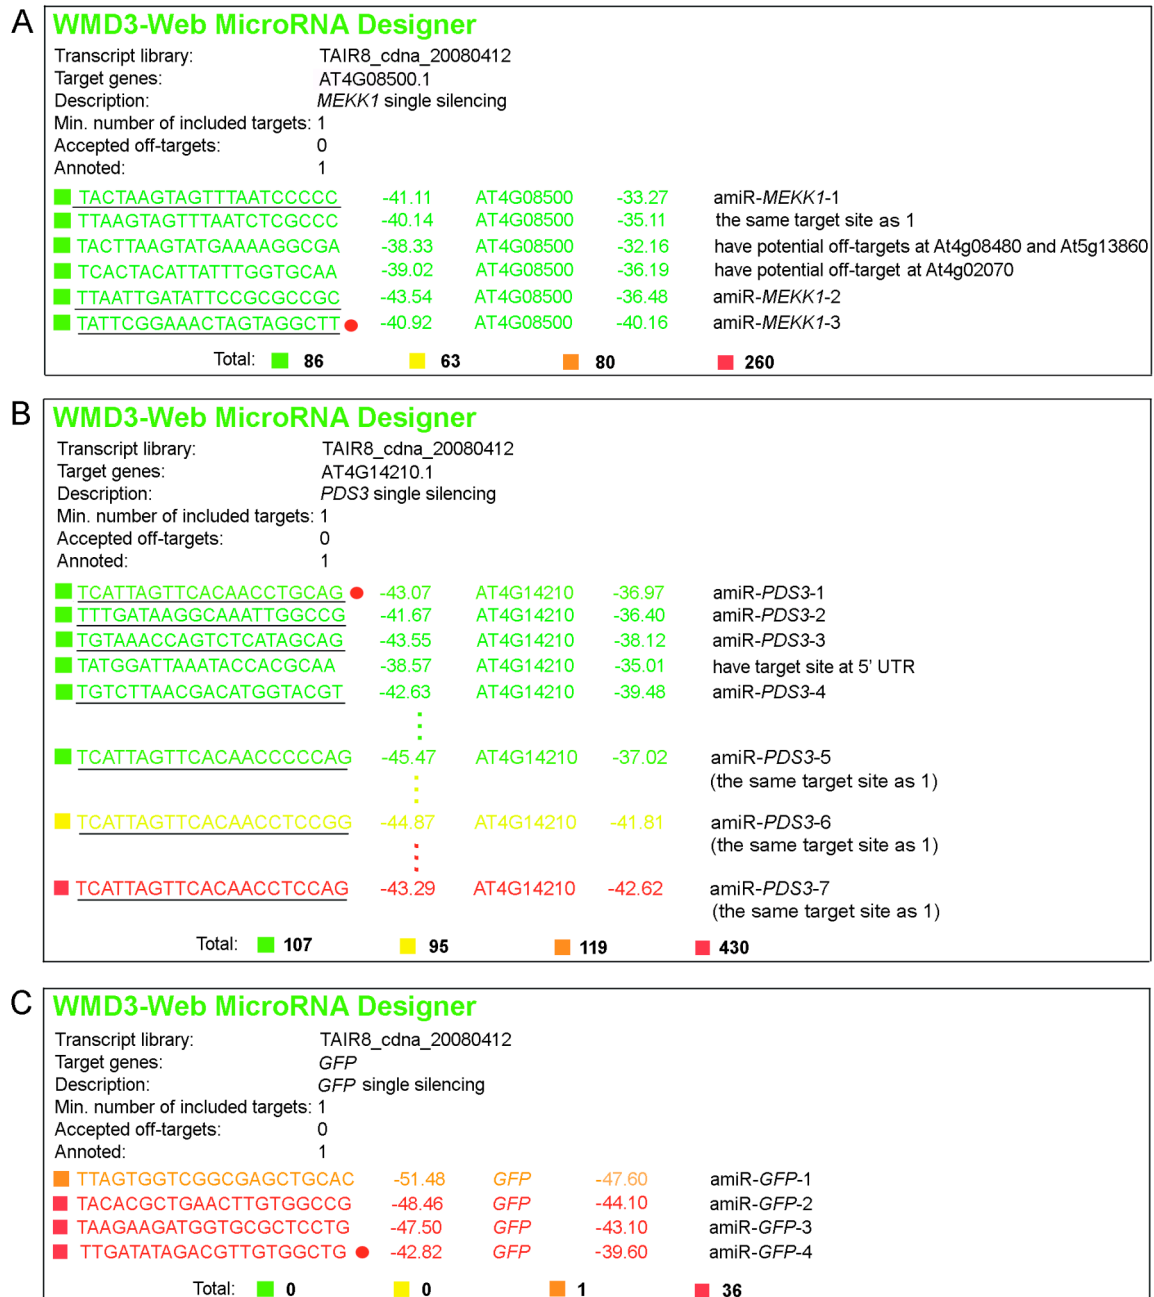 A
WMD3-Web MicroRNA Designer
Transcript library: TAIR8_cdna_20080412
Target genes: AT4G08500.1
Description: MEKK1 single silencing
Min. number of included targets: 1
Accepted off-targets: 0
Annoted: 1
TACTAAGTAGTTTAATCCCCC -41.11 AT4G08500 -33.27 amiR-MEKK1-1
TTAAGTAGTTTAATCTCGCCC -40.14 AT4G08500 -35.11 the same target site as 1
TACTTAAGTATGAAAAGGCGA -38.33 AT4G08500 -32.16 have potential off-targets at At4g08480 and At5g13860
TCACTACATTATTTGGTGCAA -39.02 AT4G08500 -36.19 have potential off-target at At4g02070
TTAATTGATATTCCGCGCCGC -43.54 AT4G08500 -36.48 amiR-MEKK1-2
TATTCGGAAACTAGTAGGCTT -40.92 AT4G08500 -40.16 amiR-MEKK1-3
Total: 86 63 80 260
B
WMD3-Web MicroRNA Designer
Transcript library: TAIR8_cdna_20080412
Target genes: AT4G14210.1
Description: PDS3 single silencing
Min. number of included targets: 1
Accepted off-targets: 0
Annoted: 1
TCATTAGTTCACAACCTGCAG -43.07 AT4G14210 -36.97 amiR-PDS3-1
TTTGATAAGGCAAATTGGCCG -41.67 AT4G14210 -36.40 amiR-PDS3-2
TGTAAACCAGTCTCATAGCAG -43.55 AT4G14210 -38.12 amiR-PDS3-3
TATGGATTAAATACCACGCAA -38.57 AT4G14210 -35.01 have target site at 5' UTR
TGTCTTAACGACATGGTACGT -42.63 AT4G14210 -39.48 amiR-PDS3-4
TCATTAGTTCACAACCCCCAG -45.47 AT4G14210 -37.02 amiR-PDS3-5
(the same target site as 1)
TCATTAGTTCACAACCTCCGG -44.87 AT4G14210 -41.81 amiR-PDS3-6
(the same target site as 1)
TCATTAGTTCACAACCTCCAG -43.29 AT4G14210 -42.62 amiR-PDS3-7
(the same target site as 1)
Total: 107 95 119 430
C
WMD3-Web MicroRNA Designer
Transcript library: TAIR8_cdna_20080412
Target genes: GFP
Description: GFP single silencing
Min. number of included targets: 1
Accepted off-targets: 0
Annoted: 1
TTAGTGGTCGGCGAGCTGCAC -51.48 GFP -47.60 amiR-GFP-1
TACACGCTGAACTTGTGGCCG -48.46 GFP -44.10 amiR-GFP-2
TAAGAAGATGGTGCGCTCCTG -47.50 GFP -43.10 amiR-GFP-3
TTGATATAGACGTTGTGGCTG -42.82 GFP -39.60 amiR-GFP-4
Total: 0 0 1 36